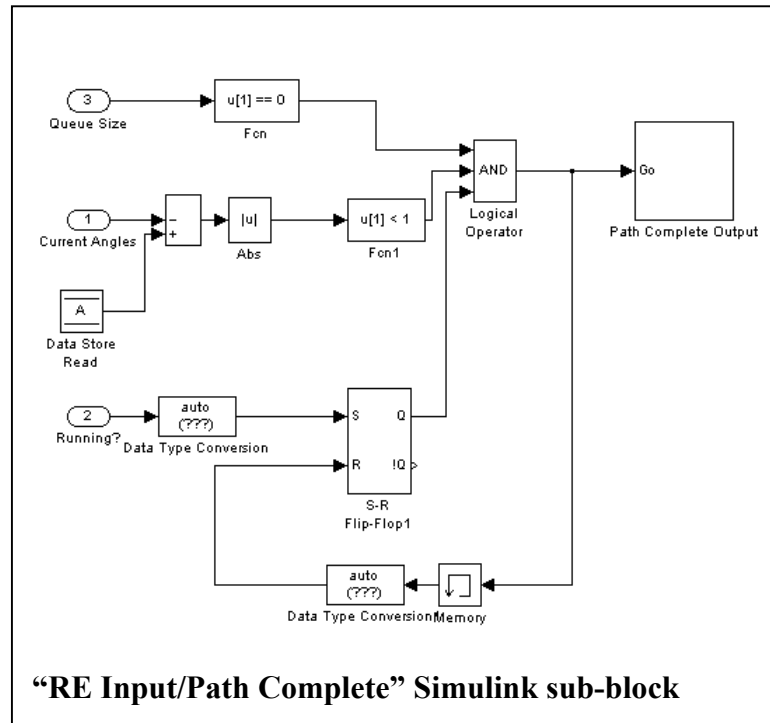 3
Queue Size
u[1] == 0
Fcn
AND
Logical
Operator
Go
Path Complete Output
1
Current Angles
−
+
|u|
Abs
u[1] < 1
Fcn1
A
Data Store
Read
2
Running?
auto
(???)
Data Type Conversion
S
Q
R
!Q
S-R
Flip-Flop1
auto
(???)
Data Type Conversion1
Memory
“RE Input/Path Complete” Simulink sub-block